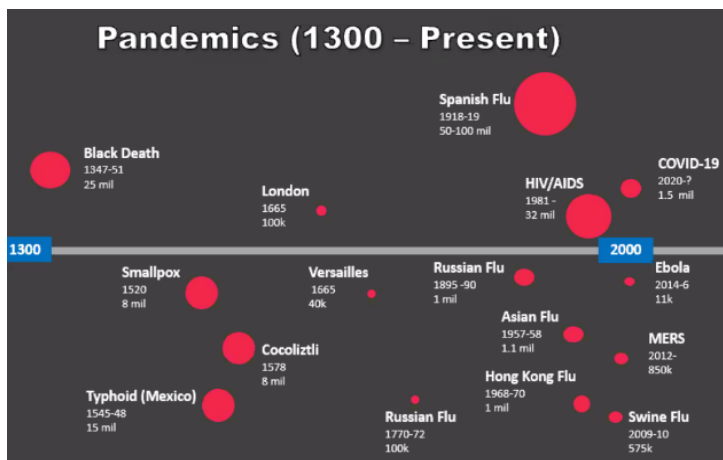 Pandemics (1300 – Present)
Spanish Flu
1918-19
50-100 mil
Black Death
1347-51
25 mil
London
1665
100k
HIV/AIDS
1981 -
32 mil
COVID-19
2020-?
1.5 mil
1300
2000
Smallpox
1520
8 mil
Versailles
1665
40k
Russian Flu
1895 -90
1 mil
Ebola
2014-6
11k
Cocoliztli
1578
8 mil
Asian Flu
1957-58
1.1 mil
MERS
2012-
850k
Typhoid (Mexico)
1545-48
15 mil
Russian Flu
1770-72
100k
Hong Kong Flu
1968-70
1 mil
Swine Flu
2009-10
575k